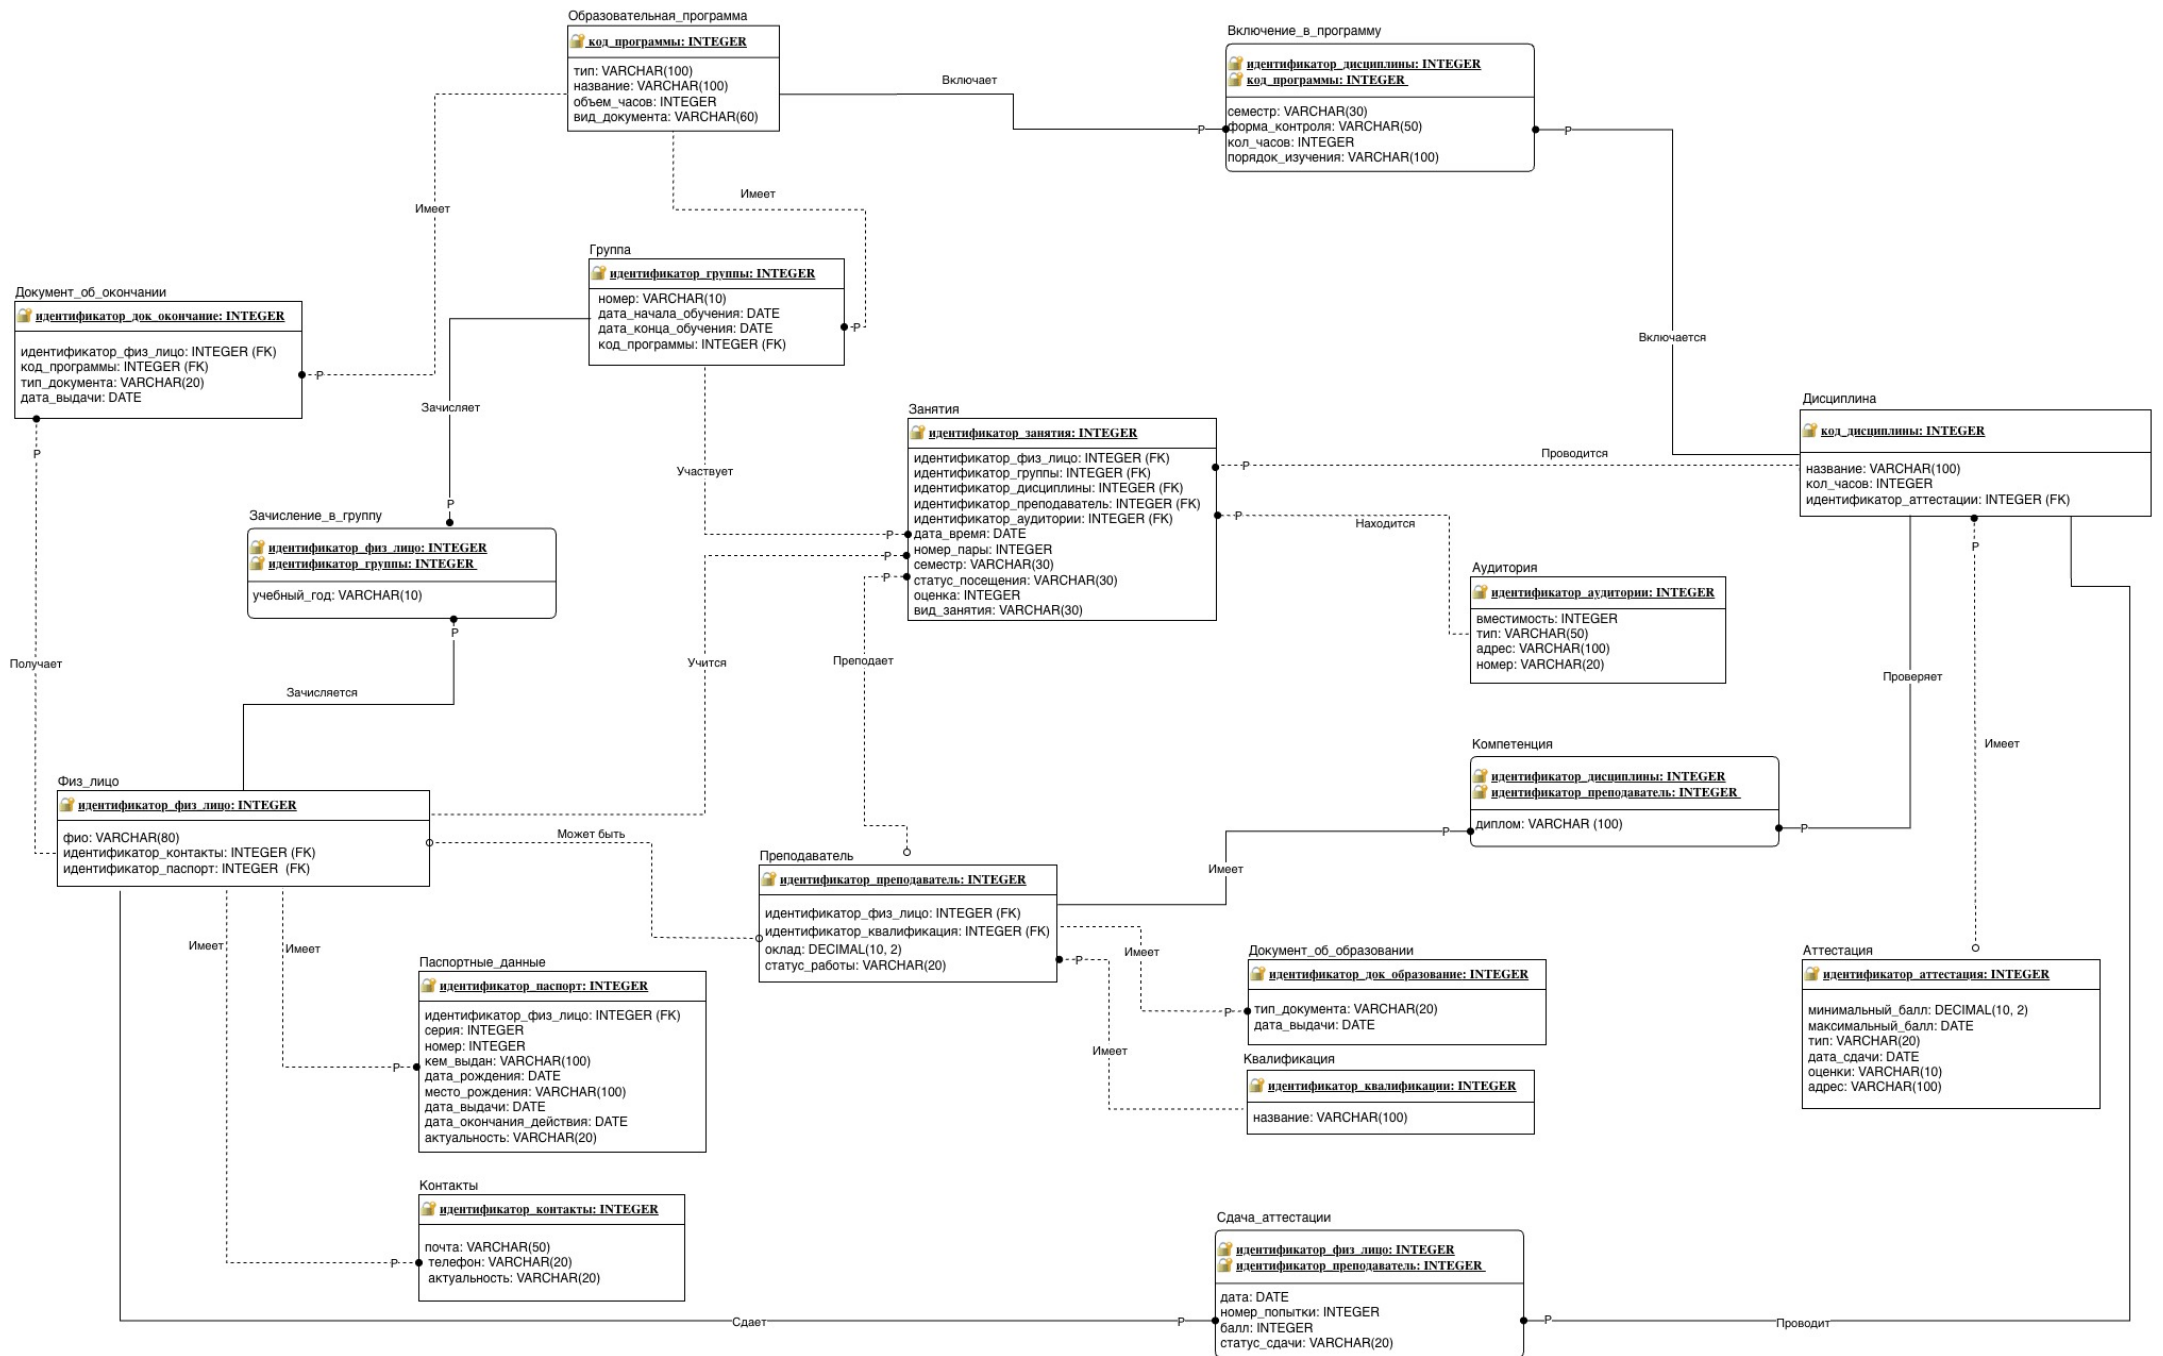 Образовательная_программа
код_программы: INTEGER
тип: VARCHAR(100)
название: VARCHAR(100)
объем_часов: INTEGER
вид_документа: VARCHAR(60)
Включает
Включение_в_программу
идентификатор_дисциплины: INTEGER
код_программы: INTEGER
семестр: VARCHAR(30)
форма_контроля: VARCHAR(50)
кол_часов: INTEGER
порядок_изучения: VARCHAR(100)
P
P
Имеет
Имеет
Группа
идентификатор_группы: INTEGER
номер: VARCHAR(10)
дата_начала_обучения: DATE
дата_конца_обучения: DATE
код_программы: INTEGER (FK)
P
Документ_об_окончании
идентификатор_док_окончание: INTEGER
идентификатор_физ_лицо: INTEGER (FK)
код_программы: INTEGER (FK)
тип_документа: VARCHAR(20)
дата_выдачи: DATE
P
P
Включается
Зачисляет
P
Участвует
Занятия
идентификатор_занятия: INTEGER
идентификатор_физ_лицо: INTEGER (FK)
идентификатор_группы: INTEGER (FK)
идентификатор_дисциплины: INTEGER (FK)
идентификатор_преподаватель: INTEGER (FK)
идентификатор_аудитории: INTEGER (FK)
дата_время: DATE
номер_пары: INTEGER
семестр: VARCHAR(30)
статус_посещения: VARCHAR(30)
оценка: INTEGER
вид_занятия: VARCHAR(30)
P
P
P
P
P
Проводится
Находится
Дисциплина
код_дисциплины: INTEGER
название: VARCHAR(100)
кол_часов: INTEGER
идентификатор_аттестации: INTEGER (FK)
P
Зачисление_в_группу
идентификатор_физ_лицо: INTEGER
идентификатор_группы: INTEGER
учебный_год: VARCHAR(10)
P
Аудитория
идентификатор_аудитории: INTEGER
вместимость: INTEGER
тип: VARCHAR(50)
адрес: VARCHAR(100)
номер: VARCHAR(20)
Получает
Зачисляется
Учится
Преподает
Проверяет
Имеет
Компетенция
идентификатор_дисциплины: INTEGER
идентификатор_преподаватель: INTEGER
диплом: VARCHAR (100)
P
P
Физ_лицо
идентификатор_физ_лицо: INTEGER
фио: VARCHAR(80)
идентификатор_контакты: INTEGER (FK)
идентификатор_паспорт: INTEGER (FK)
Может быть
Преподаватель
идентификатор_преподаватель: INTEGER
идентификатор_физ_лицо: INTEGER (FK)
идентификатор_квалификация: INTEGER (FK)
оклад: DECIMAL(10, 2)
статус_работы: VARCHAR(20)
P
Имеет
Имеет
Имеет
Имеет
Имеет
Документ_об_образовании
идентификатор_док_образование: INTEGER
тип_документа: VARCHAR(20)
дата_выдачи: DATE
P
Квалификация
идентификатор_квалификации: INTEGER
название: VARCHAR(100)
Аттестация
идентификатор_аттестация: INTEGER
минимальный_балл: DECIMAL(10, 2)
максимальный_балл: DATE
тип: VARCHAR(20)
дата_сдачи: DATE
оценки: VARCHAR(10)
адрес: VARCHAR(100)
Паспортные_данные
идентификатор_паспорт: INTEGER
идентификатор_физ_лицо: INTEGER (FK)
серия: INTEGER
номер: INTEGER
кем_выдан: VARCHAR(100)
дата_рождения: DATE
место_рождения: VARCHAR(100)
дата_выдачи: DATE
дата_окончания_действия: DATE
актуальность: VARCHAR(20)
P
Контакты
идентификатор_контакты: INTEGER
почта: VARCHAR(50)
телефон: VARCHAR(20)
актуальность: VARCHAR(20)
P
Сдача_аттестации
идентификатор_физ_лицо: INTEGER
идентификатор_преподаватель: INTEGER
дата: DATE
номер_попытки: INTEGER
балл: INTEGER
статус_сдачи: VARCHAR(20)
Сдает
P
P
Проводит